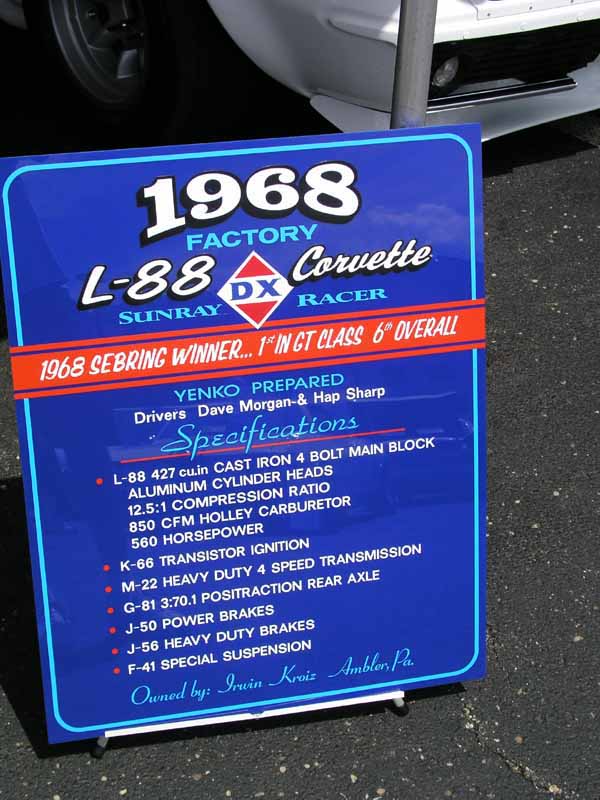 1968
FACTORY
L-88 DX Corvette
SUNRAY RACER
1968 SEBRING WINNER... 1st IN GT CLASS 6th OVERALL
YENKO PREPARED
Drivers Dave Morgan & Hap Sharp
Specifications
• L-88 427 cu.in CAST IRON 4 BOLT MAIN BLOCK
ALUMINUM CYLINDER HEADS
12.5:1 COMPRESSION RATIO
850 CFM HOLLEY CARBURETOR
560 HORSEPOWER
• K-66 TRANSISTOR IGNITION
• M-22 HEAVY DUTY 4 SPEED TRANSMISSION
• G-81 3:70.1 POSITRACTION REAR AXLE
• J-50 POWER BRAKES
• J-56 HEAVY DUTY BRAKES
• F-41 SPECIAL SUSPENSION
Owned by: Irwin Kroiz Ambler, Pa.